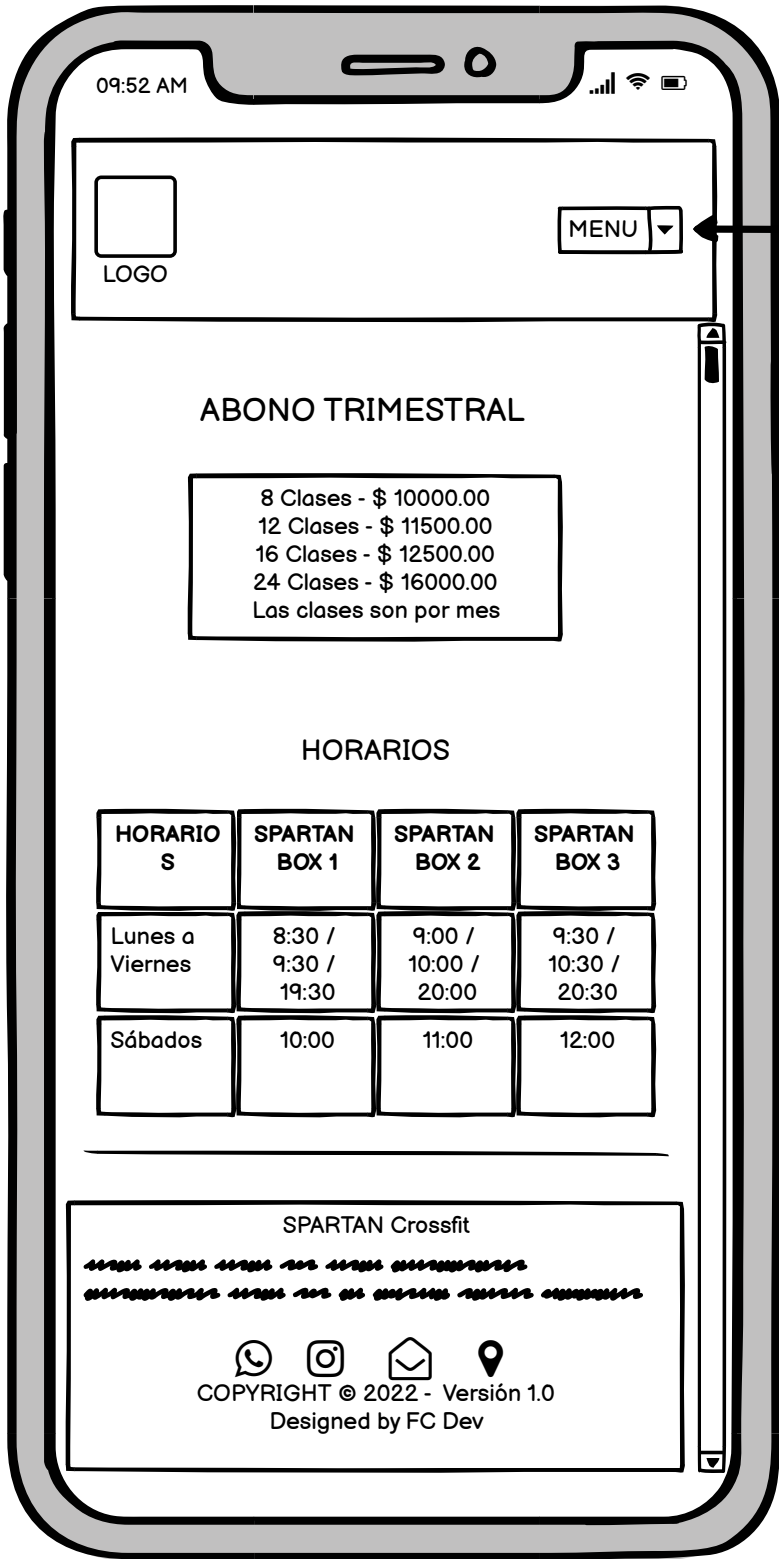 09:52 AM
LOGO
MENU
ABONO TRIMESTRAL
8 Clases - $ 10000.00
12 Clases - $ 11500.00
16 Clases - $ 12500.00
24 Clases - $ 16000.00
Las clases son por mes
HORARIOS
HORARIO
S
SPARTAN
BOX 1
SPARTAN
BOX 2
SPARTAN
BOX 3
Lunes a
Viernes
8:30 /
9:30 /
19:30
9:00 /
10:00 /
20:00
9:30 /
10:30 /
20:30
Sábados
10:00
11:00
12:00
SPARTAN Crossfit
COPYRIGHT © 2022 - Versión 1.0
Designed by FC Dev